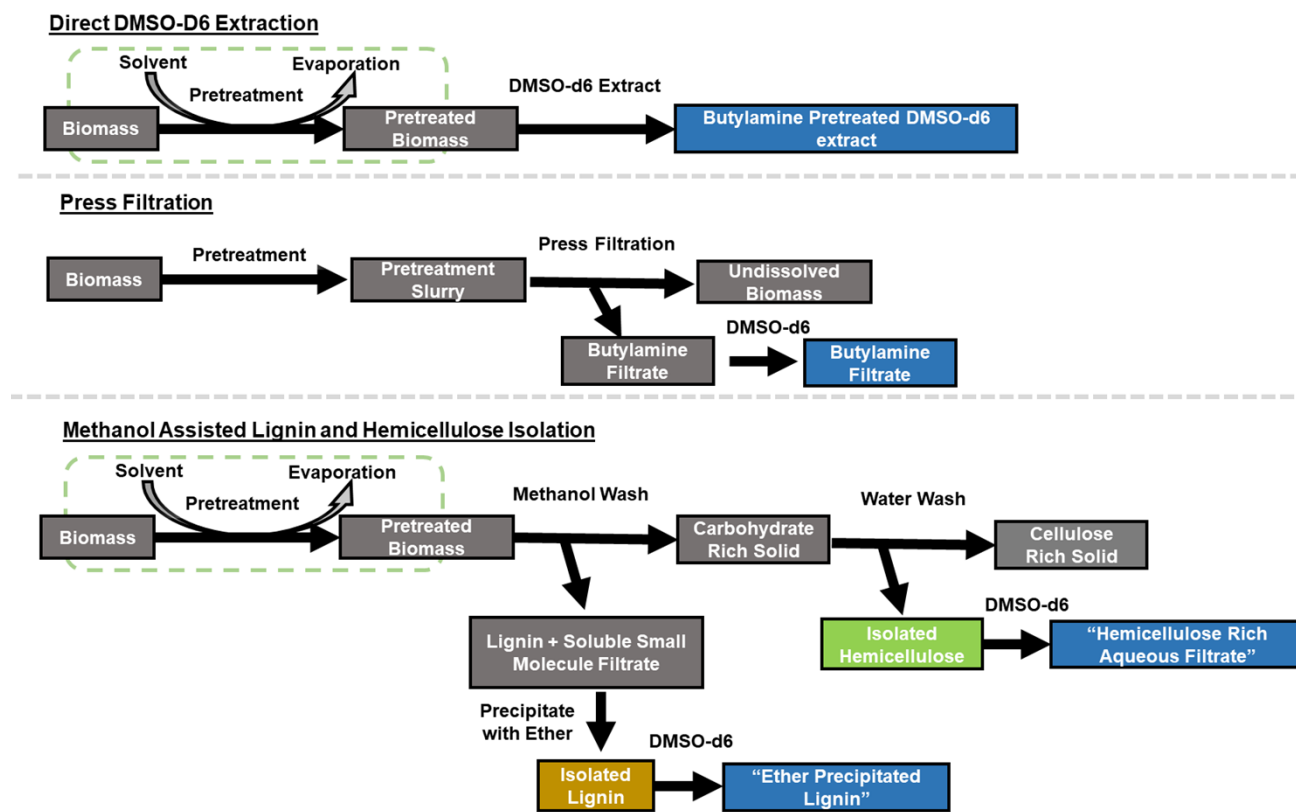 Direct DMSO-D6 Extraction
Solvent
Evaporation
Pretreatment
DMSO-d6 Extract
Biomass
Pretreated
Biomass
Butylamine Pretreated DMSO-d6
extract
Press Filtration
Pretreatment
Press Filtration
Biomass
Pretreatment
Slurry
Undissolved
Biomass
DMSO-d6
Butylamine
Filtrate
Butylamine
Filtrate
Methanol Assisted Lignin and Hemicellulose Isolation
Solvent
Evaporation
Pretreatment
Methanol Wash
Water Wash
Biomass
Pretreated
Biomass
Carbohydrate
Rich Solid
Cellulose
Rich Solid
DMSO-d6
Lignin + Soluble Small
Molecule Filtrate
Isolated
Hemicellulose
“Hemicellulose Rich
Aqueous Filtrate”
Precipitate
with Ether
DMSO-d6
Isolated
Lignin
“Ether Precipitated
Lignin”